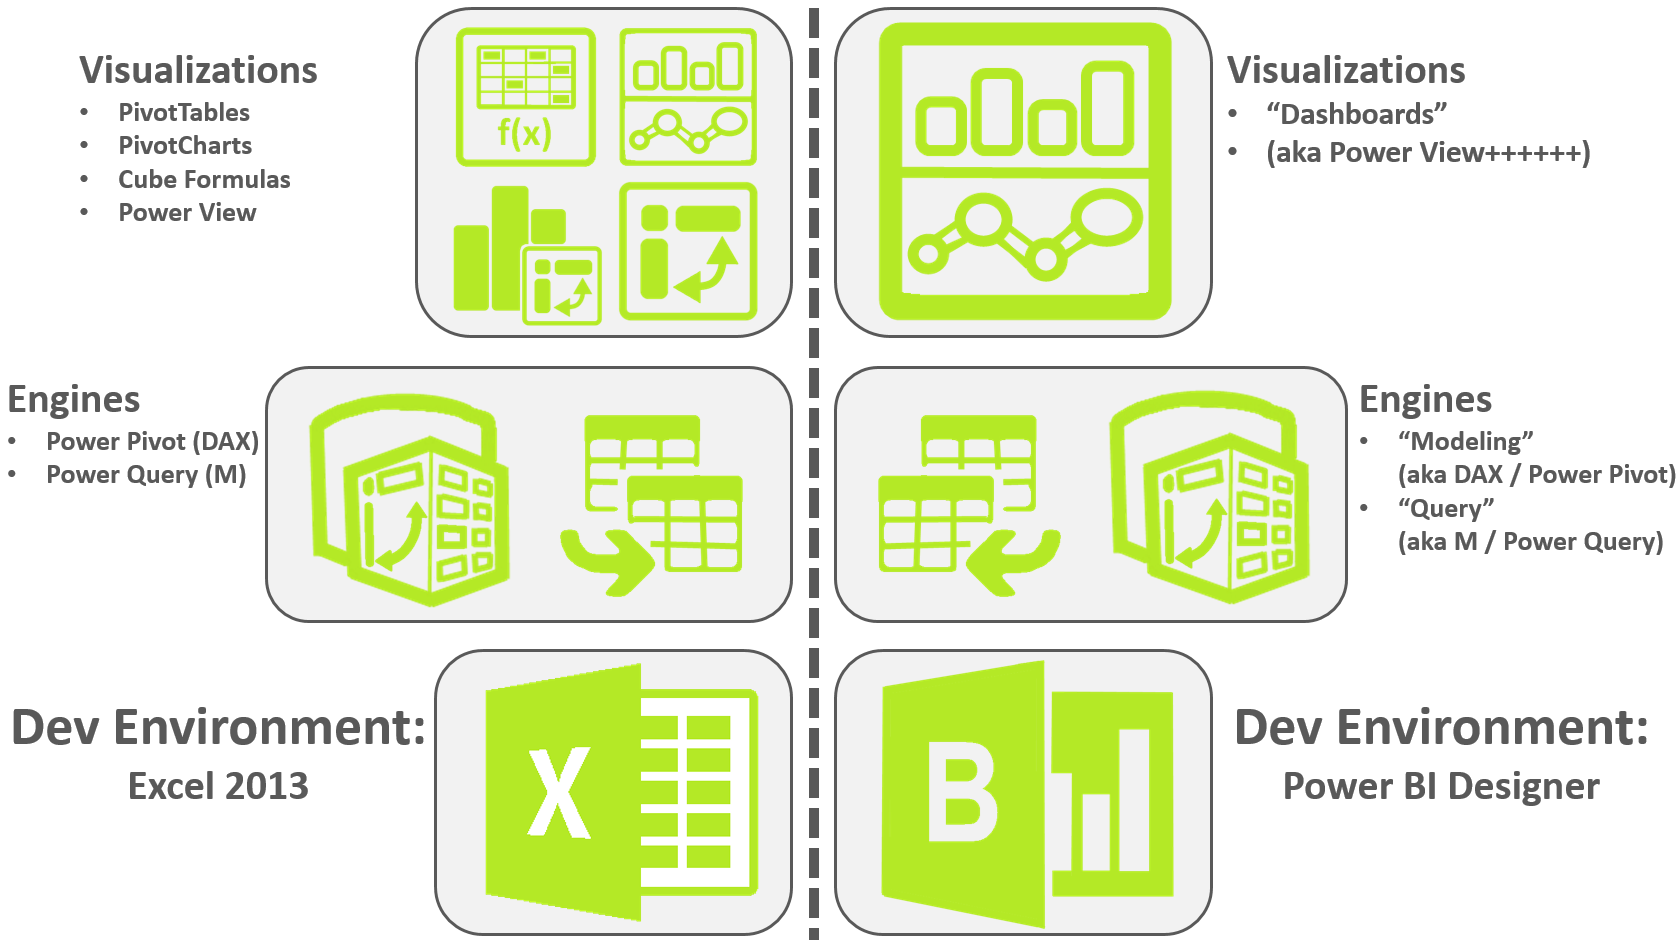 Visualizations
• PivotTables
• PivotCharts
• Cube Formulas
• Power View
f(x)
Visualizations
• “Dashboards”
• (aka Power View++++++)
Engines
• Power Pivot (DAX)
• Power Query (M)
Engines
• “Modeling”
(aka DAX / Power Pivot)
• “Query”
(aka M / Power Query)
Dev Environment:
Excel 2013
X
B
Dev Environment:
Power BI Designer